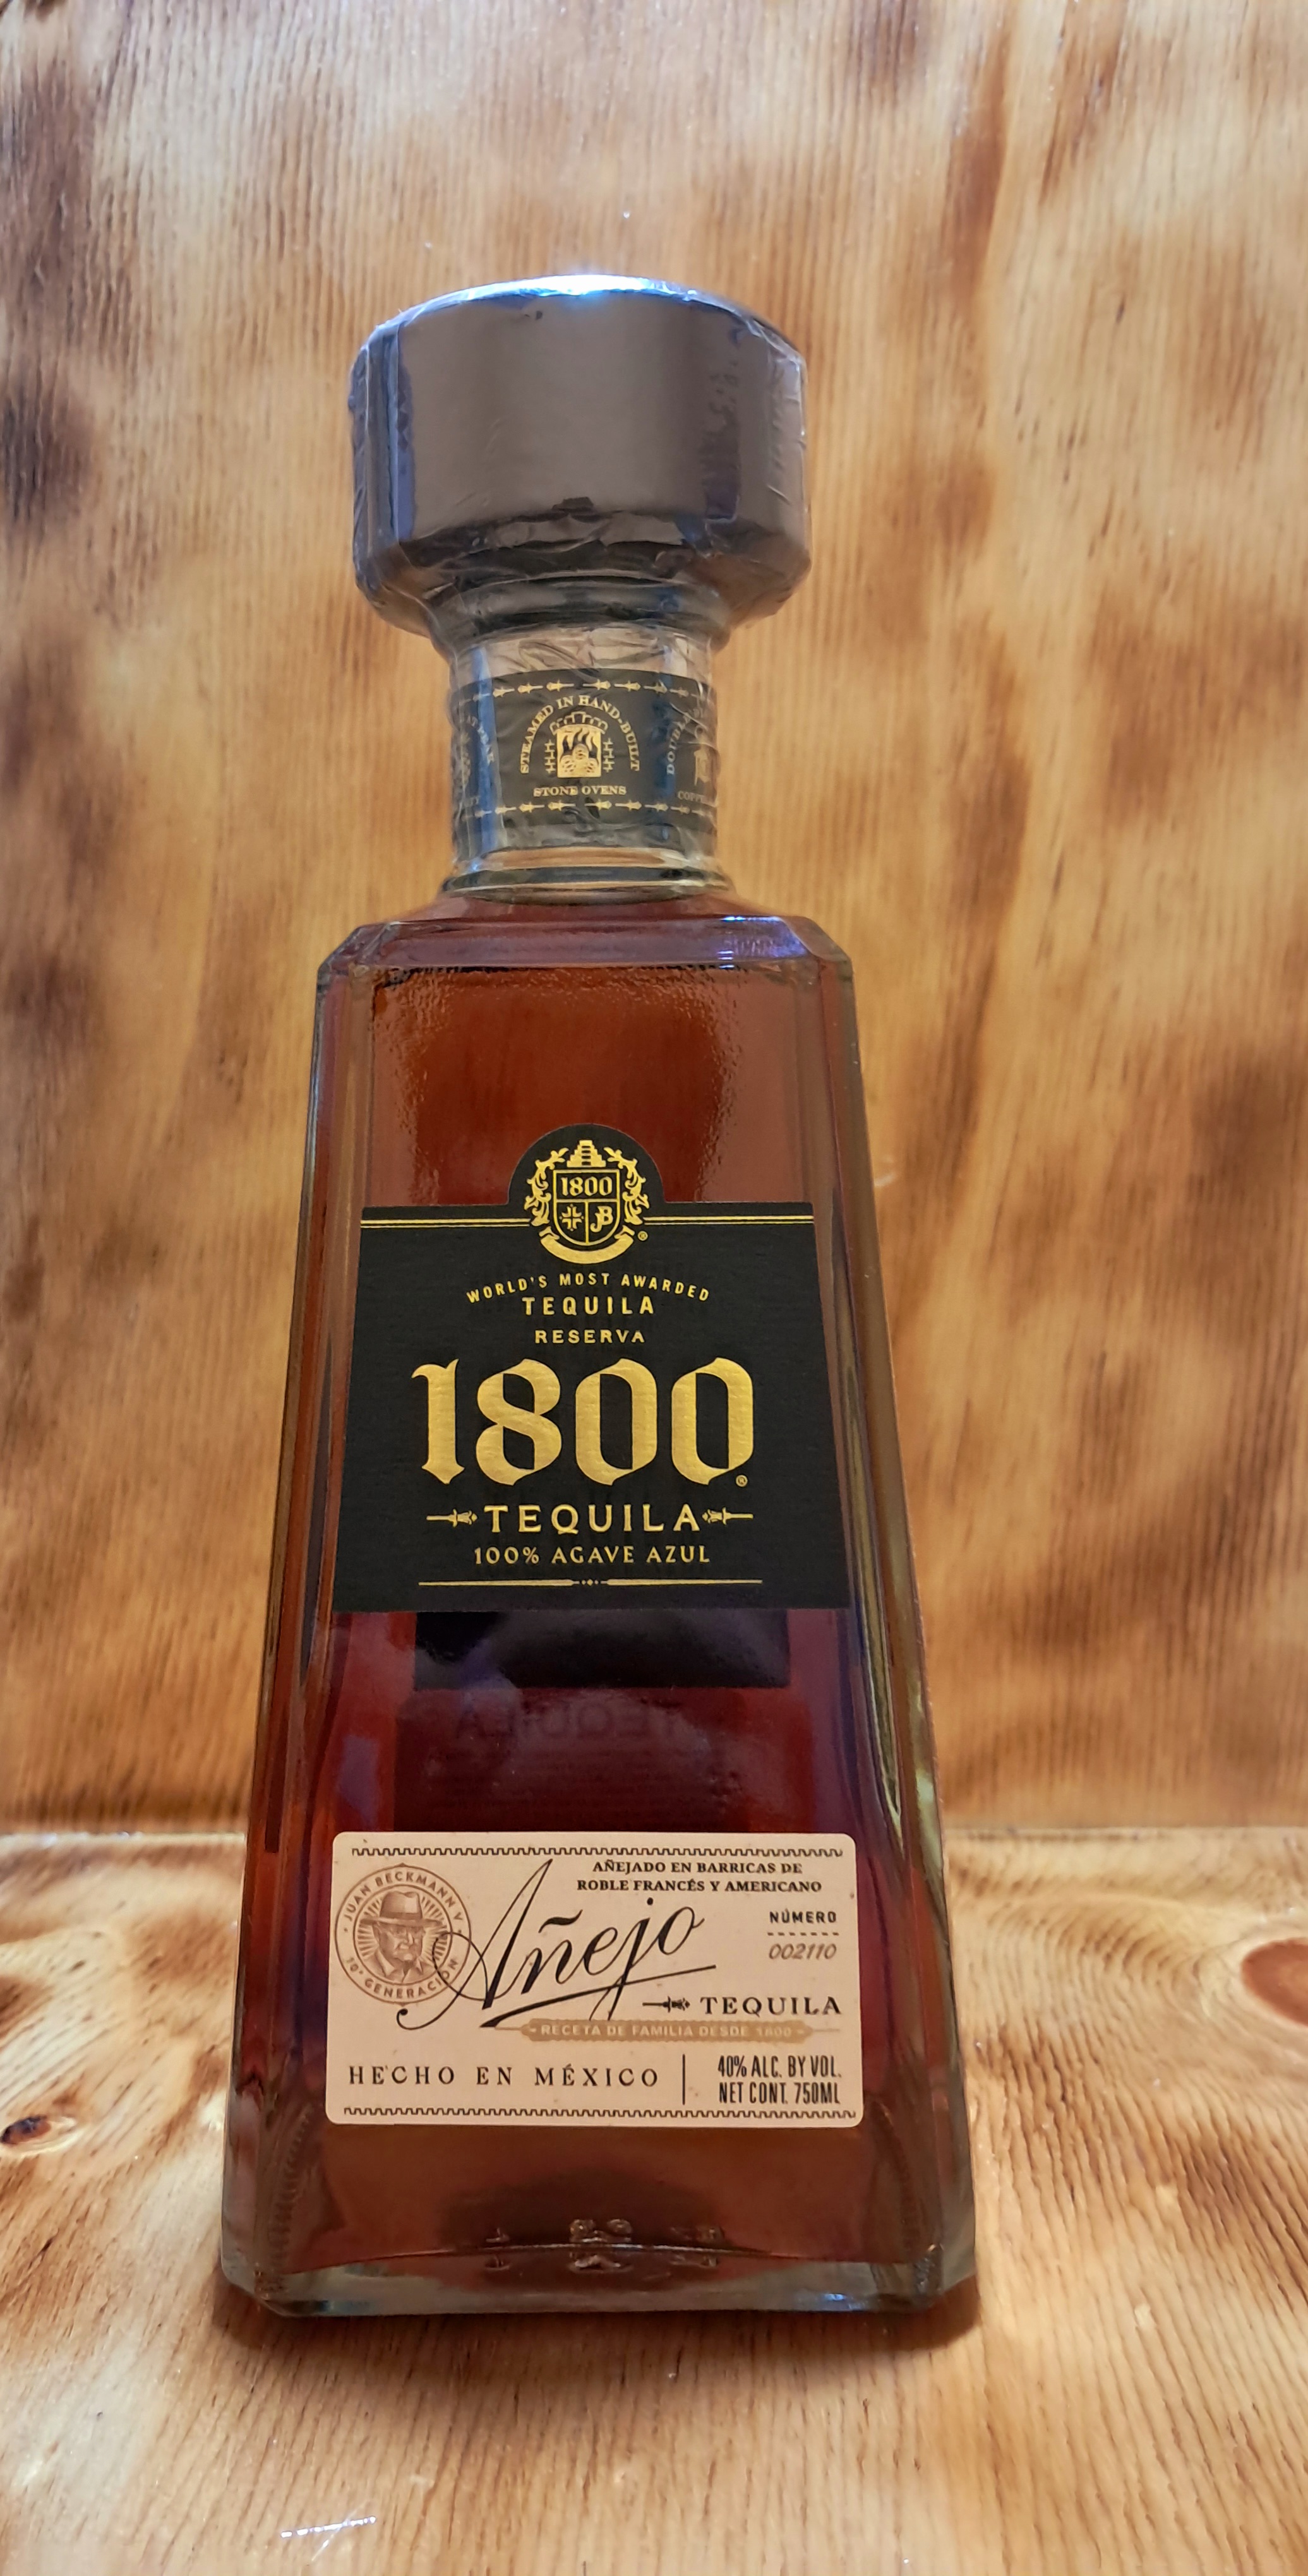 STEAMED IN HAND-BUILT
STONE OVENS
DOUBLE
1800
JB
WORLD'S MOST AWARDED
TEQUILA
RESERVA
1800®
TEQUILA
100% AGAVE AZUL
AÑEJADO EN BARRICAS DE
ROBLE FRANCÉS Y AMERICANO
JUAN BECKMANN V
10ª GENERACIÓN
Añejo
NÚMERO
002110
TEQUILA
RECETA DE FAMILIA DESDE 1800
HECHO EN MÉXICO
40% ALC. BY VOL.
NET CONT. 750ML